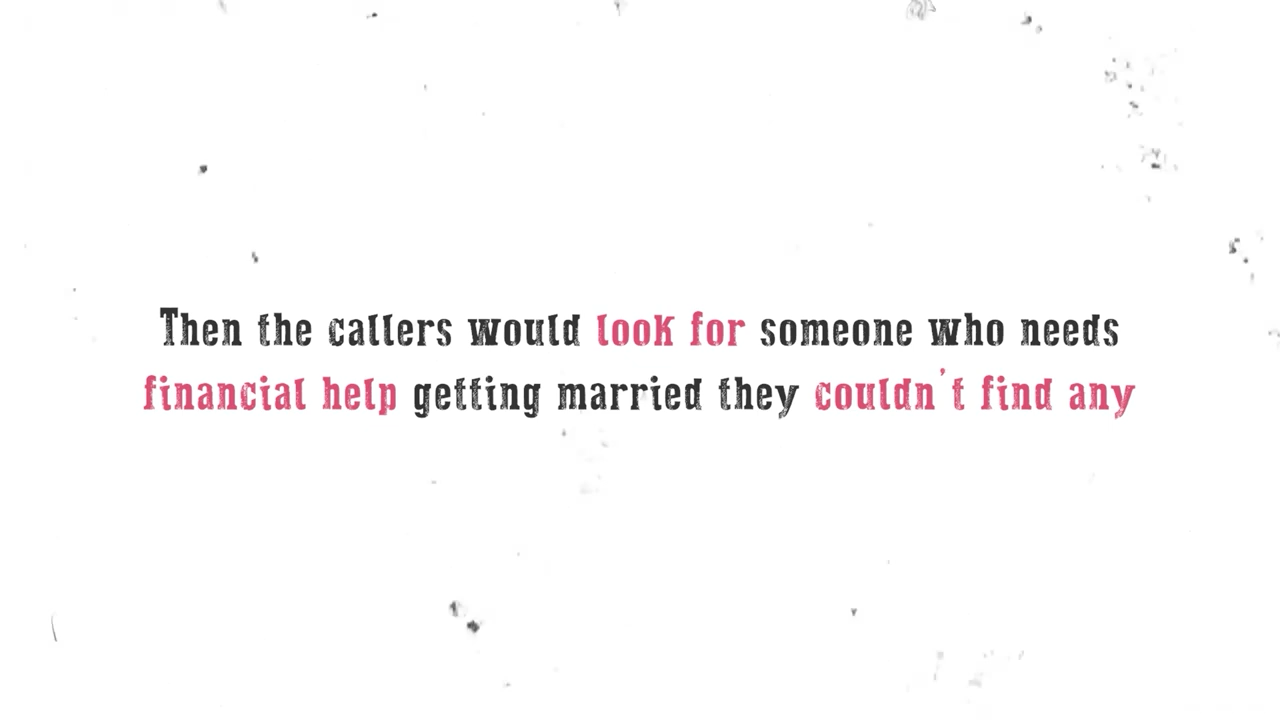 Then the callers would look for someone who needs
financial help getting married they couldn't find any